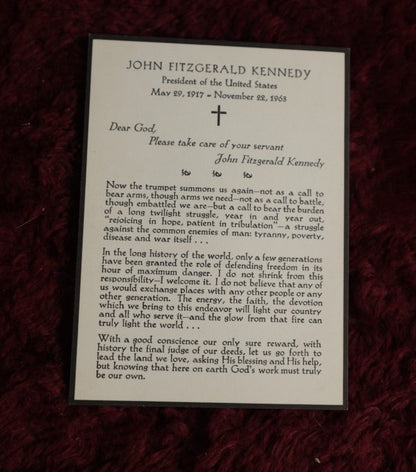 JOHN FITZGERALD KENNEDY
President of the United States
May 29, 1917 - November 22, 1963
Dear God,
Please take care of your servant
John Fitzgerald Kennedy
Now the trumpet summons us again—not as a call to
bear arms, though arms we need—not as a call to battle,
though embattled we are—but a call to bear the burden
of a long twilight struggle, year in and year out,
"rejoicing in hope, patient in tribulation"—a struggle
against the common enemies of man: tyranny, poverty,
disease and war itself . . .
In the long history of the world, only a few generations
have been granted the role of defending freedom in its
hour of maximum danger. I do not shrink from this
responsibility—I welcome it. I do not believe that any of
us would exchange places with any other people or any
other generation. The energy, the faith, the devotion
which we bring to this endeavor will light our country
and all who serve it—and the glow from that fire can
truly light the world . . .
With a good conscience our only sure reward, with
history the final judge of our deeds, let us go forth to
lead the land we love, asking His blessing and His help,
but knowing that here on earth God's work must truly
be our own.